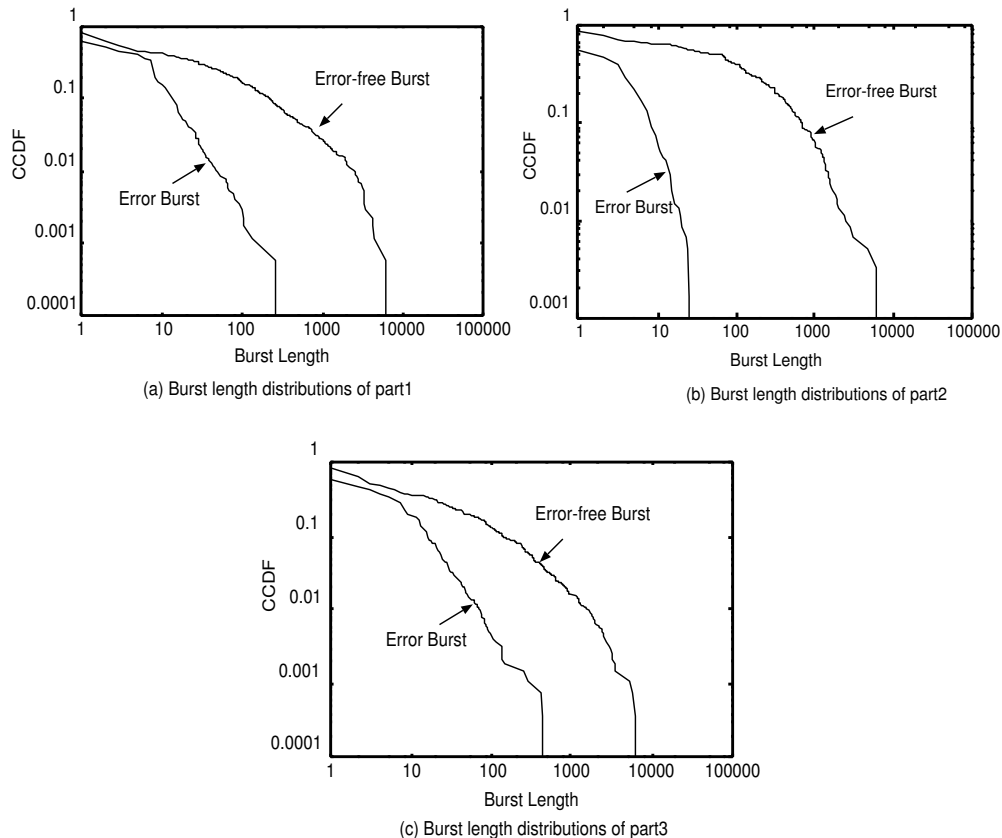 1
0.1
0.01
0.001
0.0001
CCDF
Error-free Burst
Error Burst
1
10
100
1000
10000
100000
Burst Length
(a) Burst length distributions of part1
1
0.1
0.01
0.001
CCDF
Error-free Burst
Error Burst
1
10
100
1000
10000
100000
Burst Length
(b) Burst length distributions of part2
1
0.1
0.01
0.001
0.0001
CCDF
Error-free Burst
Error Burst
1
10
100
1000
10000
100000
Burst Length
(c) Burst length distributions of part3